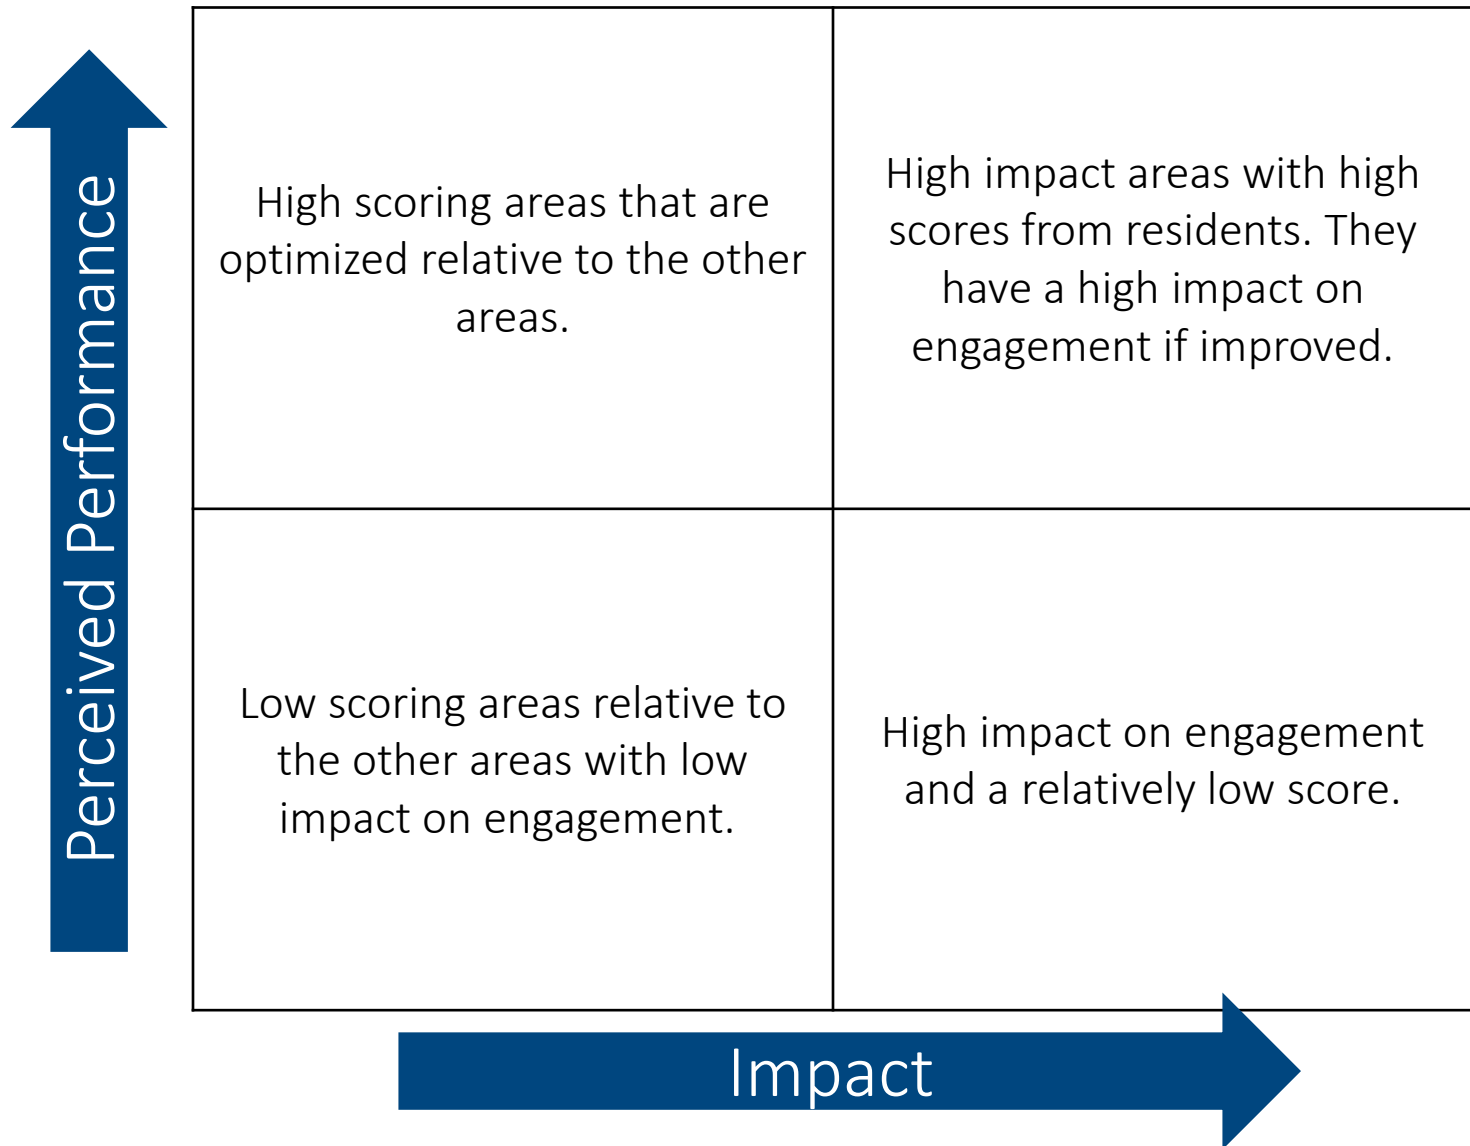 Perceived Performance
High scoring areas that are
optimized relative to the other
areas.
High impact areas with high
scores from residents. They
have a high impact on
engagement if improved.
Low scoring areas relative to
the other areas with low
impact on engagement.
High impact on engagement
and a relatively low score.
Impact